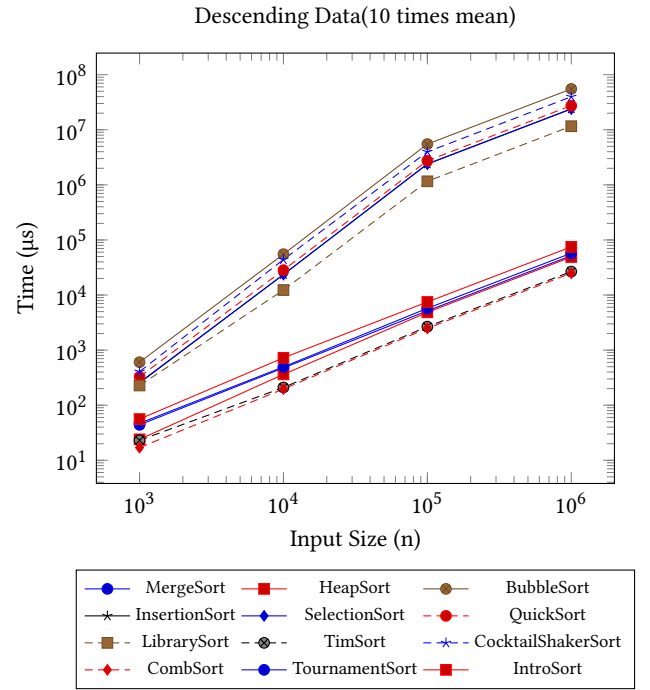 Descending Data(10 times mean)
10^8
10^7
10^6
10^5
10^4
10^3
10^2
10^1
Time (µs)
10^3 10^4 10^5 10^6
Input Size (n)
MergeSort HeapSort BubbleSort
InsertionSort SelectionSort QuickSort
LibrarySort TimSort CocktailShakerSort
CombSort TournamentSort IntroSort